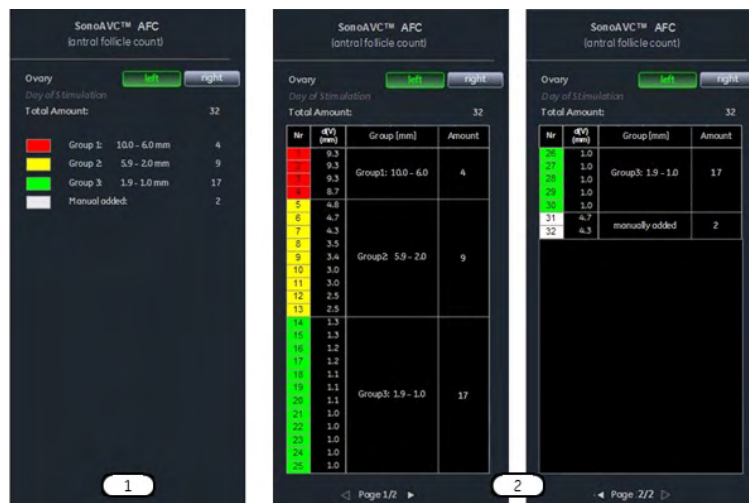 SonoAVC™ AFC
(antral follicle count)
Ovary left right
Day of Stimulation
Total Amount: 32
Group 1: 10.0 - 6.0 mm 4
Group 2: 5.9 - 2.0 mm 9
Group 3: 1.9 - 1.0 mm 17
Manual added: 2
1
SonoAVC™ AFC
(antral follicle count)
Ovary left right
Day of Stimulation
Total Amount: 32
Nr d(V) (mm) Group [mm] Amount
1 9.3
2 9.3
3 9.3
4 8.7
Group1: 10.0 - 6.0 4
5 4.8
6 4.7
7 4.3
8 3.5
9 3.4
10 3.0
11 3.0
12 2.5
13 2.5
Group2: 5.9 - 2.0 9
14 1.3
15 1.3
16 1.2
17 1.2
18 1.1
19 1.1
20 1.1
21 1.0
22 1.0
23 1.0
24 1.0
25 1.0
Group3: 1.9 - 1.0 17
◁ Page 1/2 ▶
SonoAVC™ AFC
(antral follicle count)
Ovary left right
Day of Stimulation
Total Amount: 32
Nr d(V) (mm) Group [mm] Amount
26 1.0
27 1.0
28 1.0
29 1.0
30 1.0
Group3: 1.9 - 1.0 17
31 4.7
32 4.3
manually added 2
◀ Page 2/2 ▷
2